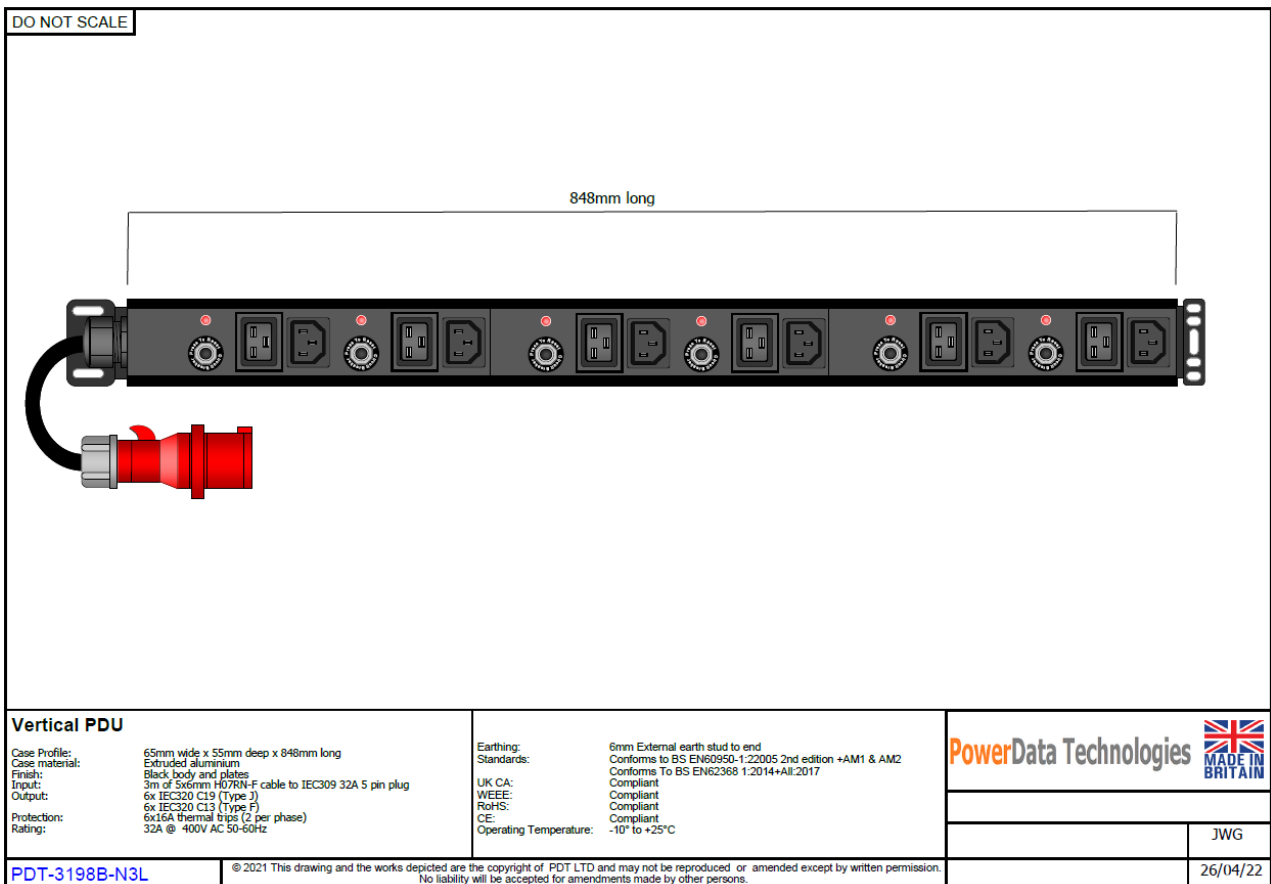 DO NOT SCALE
848mm long
Vertical PDU
Case Profile: 65mm wide x 55mm deep x 848mm long
Case material: Extruded aluminium
Finish: Black body and plates
Input: 3m of 5x6mm H07RN-F cable to IEC309 32A 5 pin plug
Output: 6x IEC320 C19 (Type J)
6x IEC320 C13 (Type F)
Protection: 6x16A thermal trips (2 per phase)
Rating: 32A @ 400V AC 50-60Hz
Earthing: 6mm External earth stud to end
Standards: Conforms to BS EN60950-1:22005 2nd edition +AM1 & AM2
Conforms To BS EN62368 1:2014+All:2017
UK CA: Compliant
WEEE: Compliant
RoHS: Compliant
CE: Compliant
Operating Temperature: -10° to +25°C
PowerData Technologies
MADE IN
BRITAIN
JWG
PDT-3198B-N3L
© 2021 This drawing and the works depicted are the copyright of PDT LTD and may not be reproduced or amended except by written permission.
No liability will be accepted for amendments made by other persons.
26/04/22